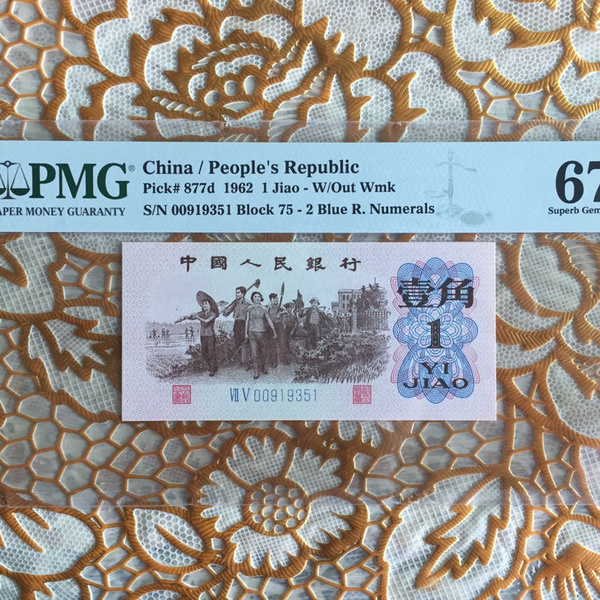 PMG®
PAPER MONEY GUARANTY
China / People's Republic
Pick# 877d 1962 1 Jiao - W/Out Wmk
S/N 00919351 Block 75 - 2 Blue R. Numerals
67
Superb Gem
中國人民銀行
壹角
1
YI
JIAO
Ⅶ Ⅴ 00919351